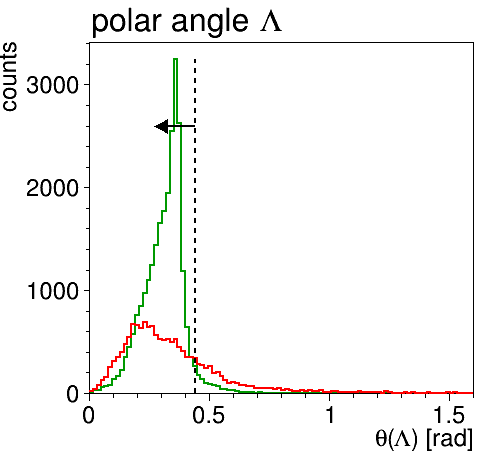 polar angle Λ
counts
3000
2000
1000
0
0 0.5 1 1.5
θ(Λ) [rad]